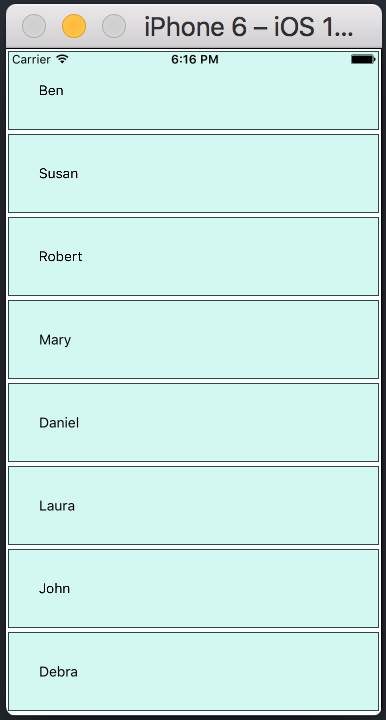 iPhone 6 – iOS 1...
Carrier 6:16 PM
Ben
Susan
Robert
Mary
Daniel
Laura
John
Debra